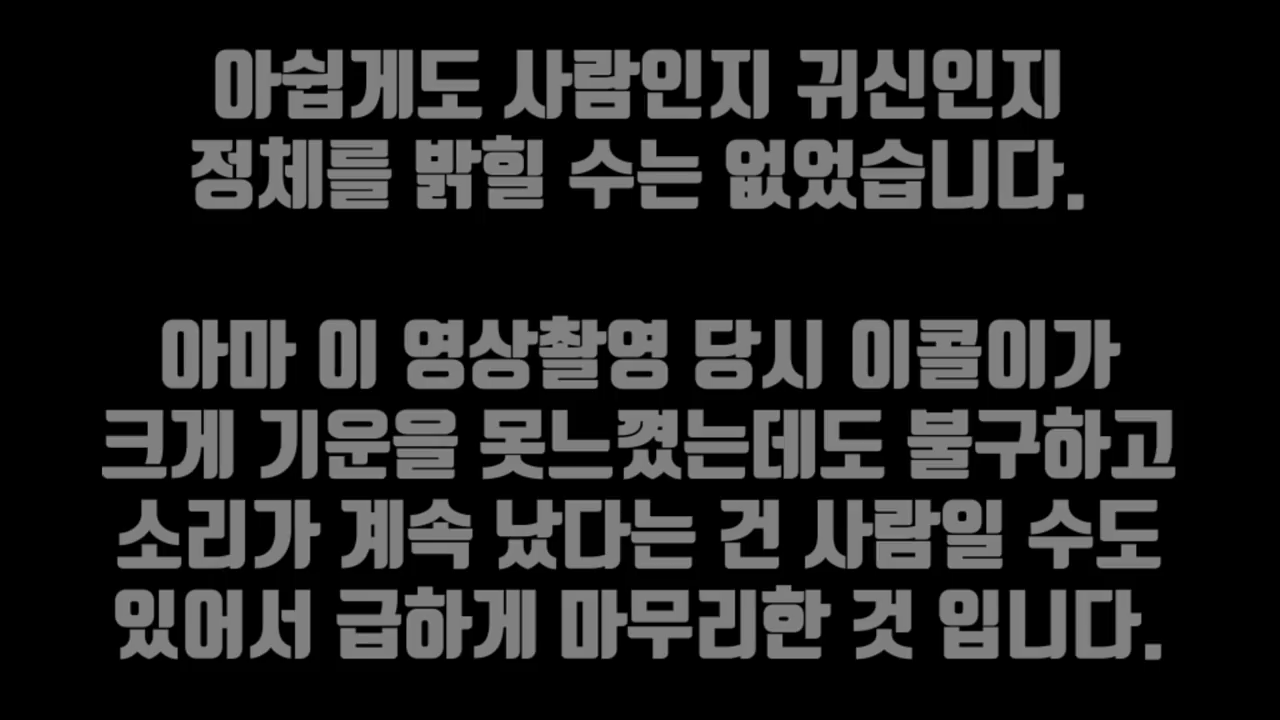 아쉽게도 사람인지 귀신인지
정체를 밝힐 수는 없었습니다.
아마 이 영상촬영 당시 이콜이가
크게 기운을 못느꼈는데도 불구하고
소리가 계속 났다는 건 사람일 수도
있어서 급하게 마무리한 것 입니다.